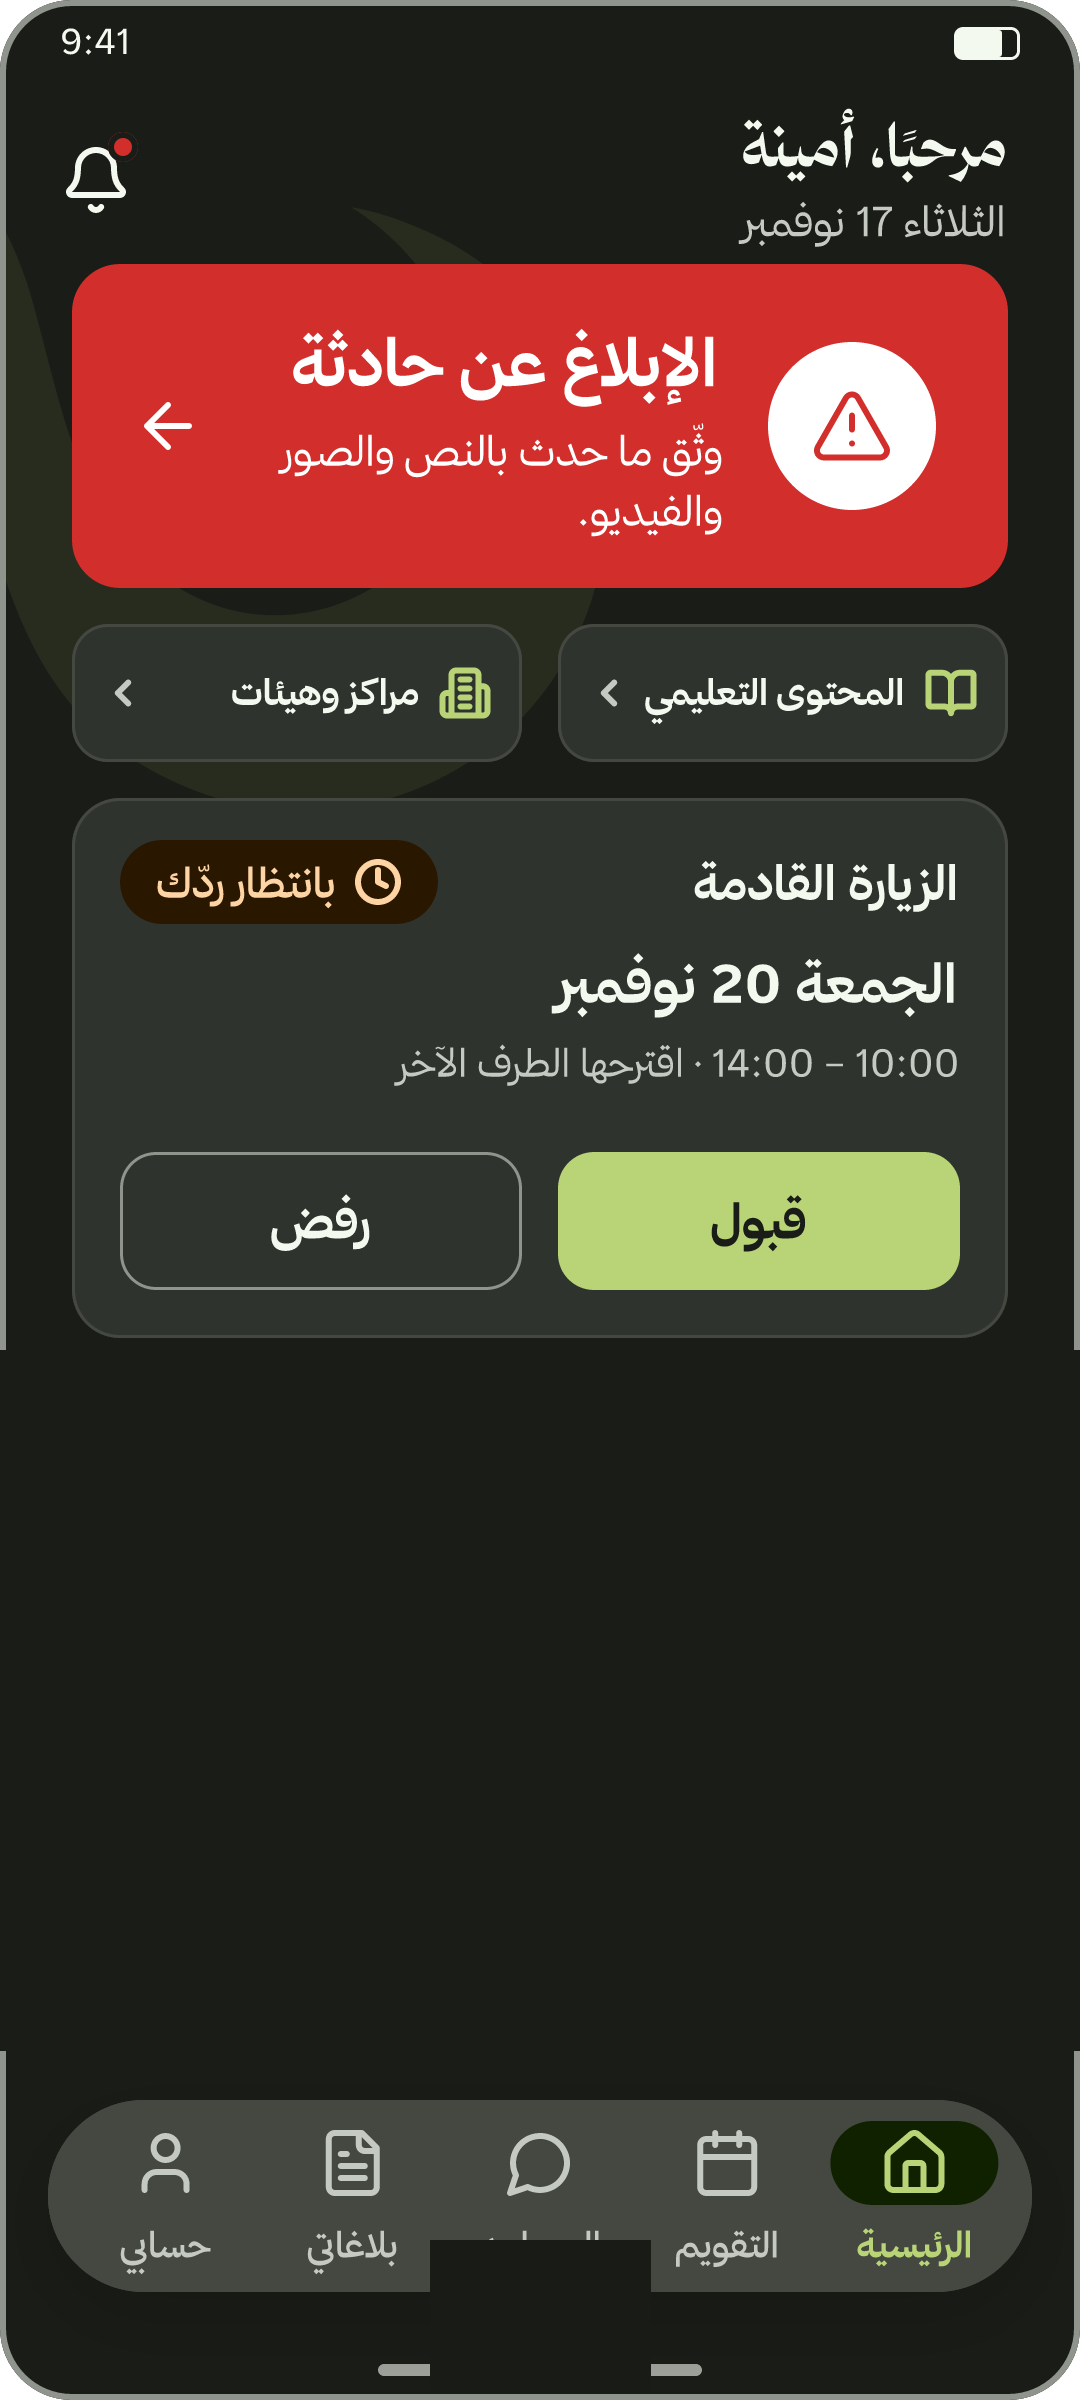 9:41
مرحبًا، أمينة
الثلاثاء 17 نوفمبر
الإبلاغ عن حادثة
وثّق ما حدث بالنص والصور
والفيديو.
المحتوى التعليمي
مراكز وهيئات
الزيارة القادمة
بانتظار ردّك
الجمعة 20 نوفمبر
10:00 – 14:00 · اقترحها الطرف الآخر
قبول
رفض
الرئيسية
التقويم
بلاغاتي
حسابي